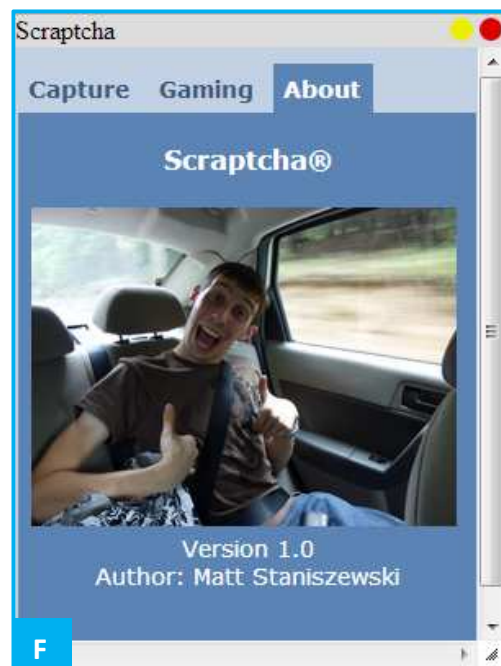 Scraptcha
Capture Gaming About
Scraptcha®
Version 1.0
Author: Matt Staniszewski
F